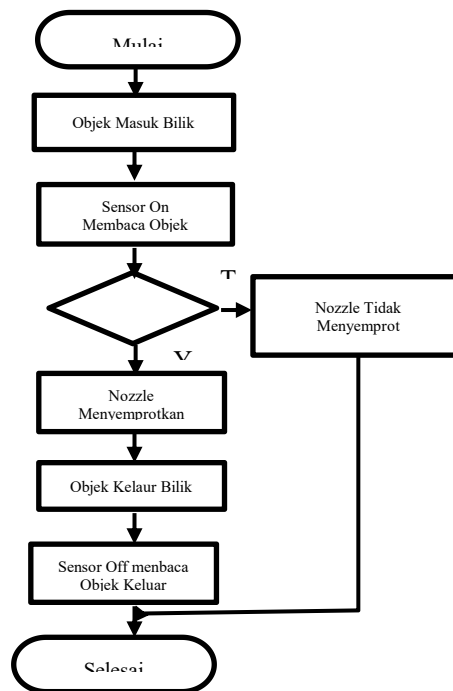 Mulai
Objek Masuk Bilik
Sensor On
Membaca Objek
Nozzle Tidak
Menyemprot
Nozzle
Menyemprotkan
Objek Kelaur Bilik
Sensor Off menbaca
Objek Keluar
Selesai